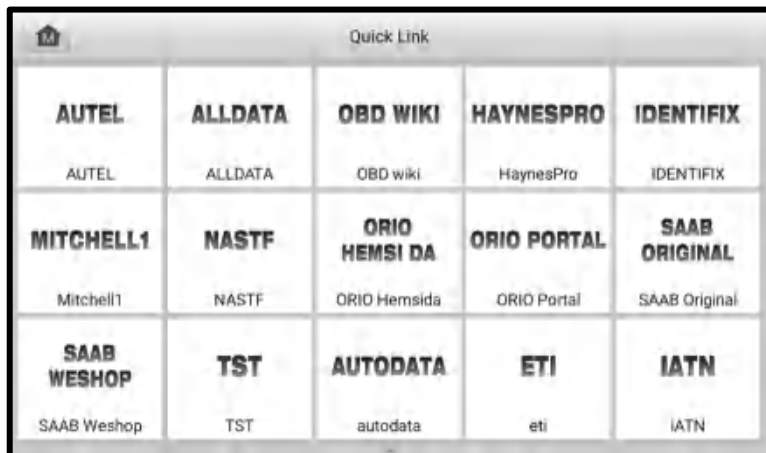 M
Quick Link
AUTEL
AUTEL
ALLDATA
ALLDATA
OBD WIKI
OBD wiki
HAYNESPRO
HaynesPro
IDENTIFIX
IDENTIFIX
MITCHELL1
Mitchell1
NASTF
NASTF
ORIO
HEMSI DA
ORIO Hemsida
ORIO PORTAL
ORIO Portal
SAAB
ORIGINAL
SAAB Original
SAAB
WESHOP
SAAB Weshop
TST
TST
AUTODATA
autodata
ETI
eti
IATN
iATN